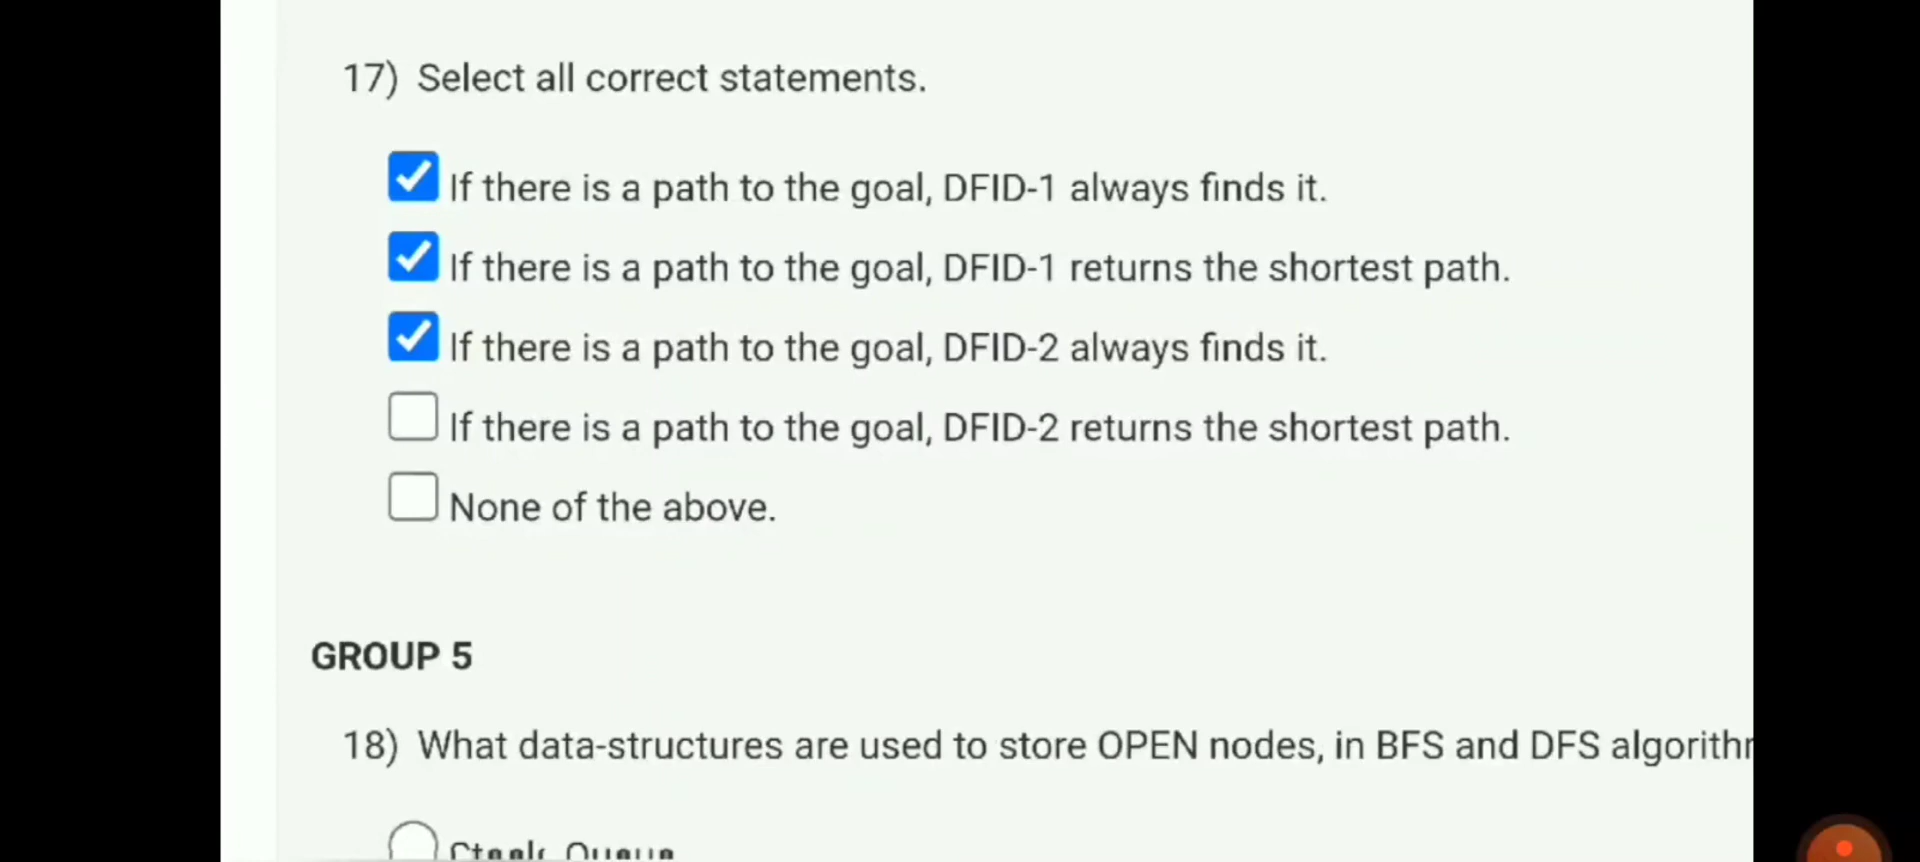 17) Select all correct statements.
If there is a path to the goal, DFID-1 always finds it.
If there is a path to the goal, DFID-1 returns the shortest path.
If there is a path to the goal, DFID-2 always finds it.
If there is a path to the goal, DFID-2 returns the shortest path.
None of the above.
GROUP 5
18) What data-structures are used to store OPEN nodes, in BFS and DFS